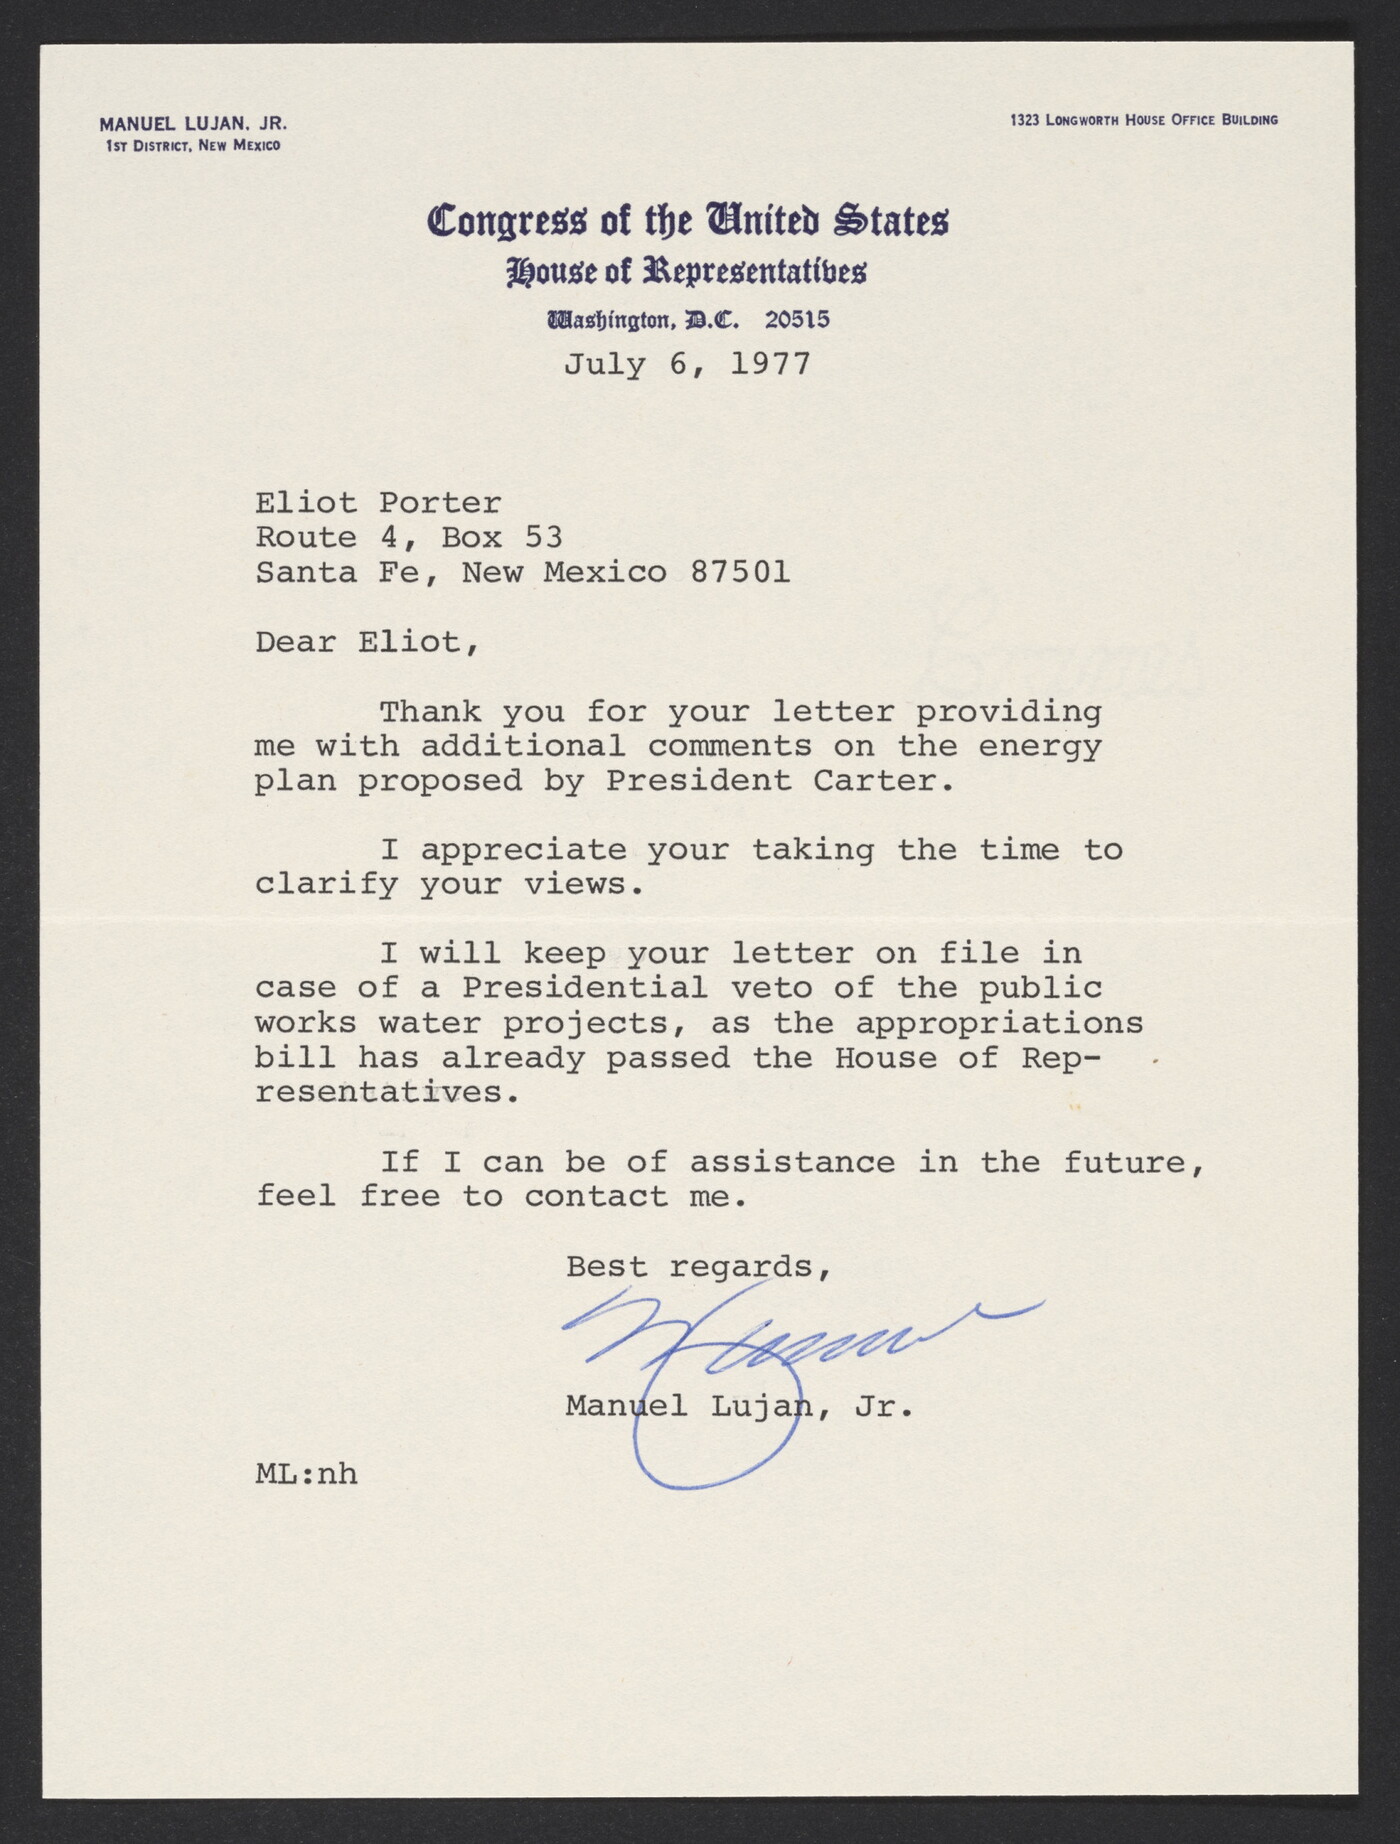 MANUEL LUJAN, JR.
1ST DISTRICT, NEW MEXICO
1323 LONGWORTH HOUSE OFFICE BUILDING
Congress of the United States
House of Representatives
Washington, D.C. 20515
July 6, 1977
Eliot Porter
Route 4, Box 53
Santa Fe, New Mexico 87501
Dear Eliot,
Thank you for your letter providing
me with additional comments on the energy
plan proposed by President Carter.
I appreciate your taking the time to
clarify your views.
I will keep your letter on file in
case of a Presidential veto of the public
works water projects, as the appropriations
bill has already passed the House of Rep-
resentatives.
If I can be of assistance in the future,
feel free to contact me.
Best regards,
Manuel Lujan, Jr.
ML:nh